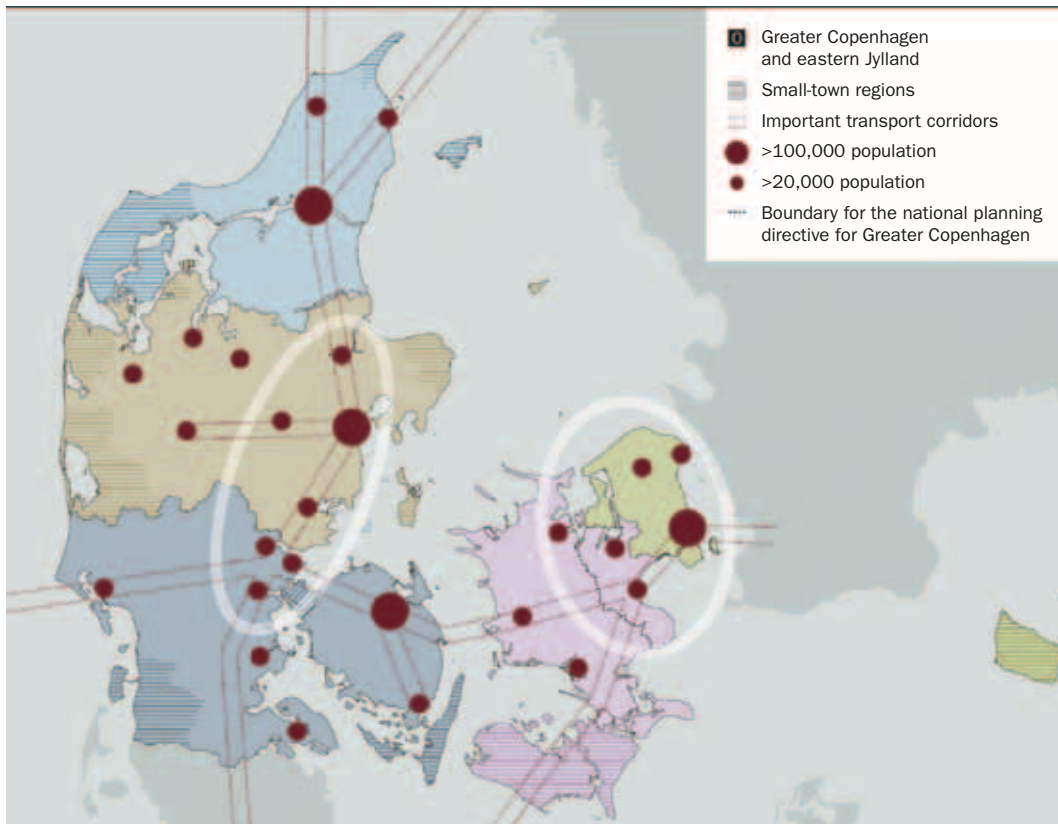 Greater Copenhagen
and eastern Jylland
Small-town regions
Important transport corridors
>100,000 population
>20,000 population
Boundary for the national planning
directive for Greater Copenhagen